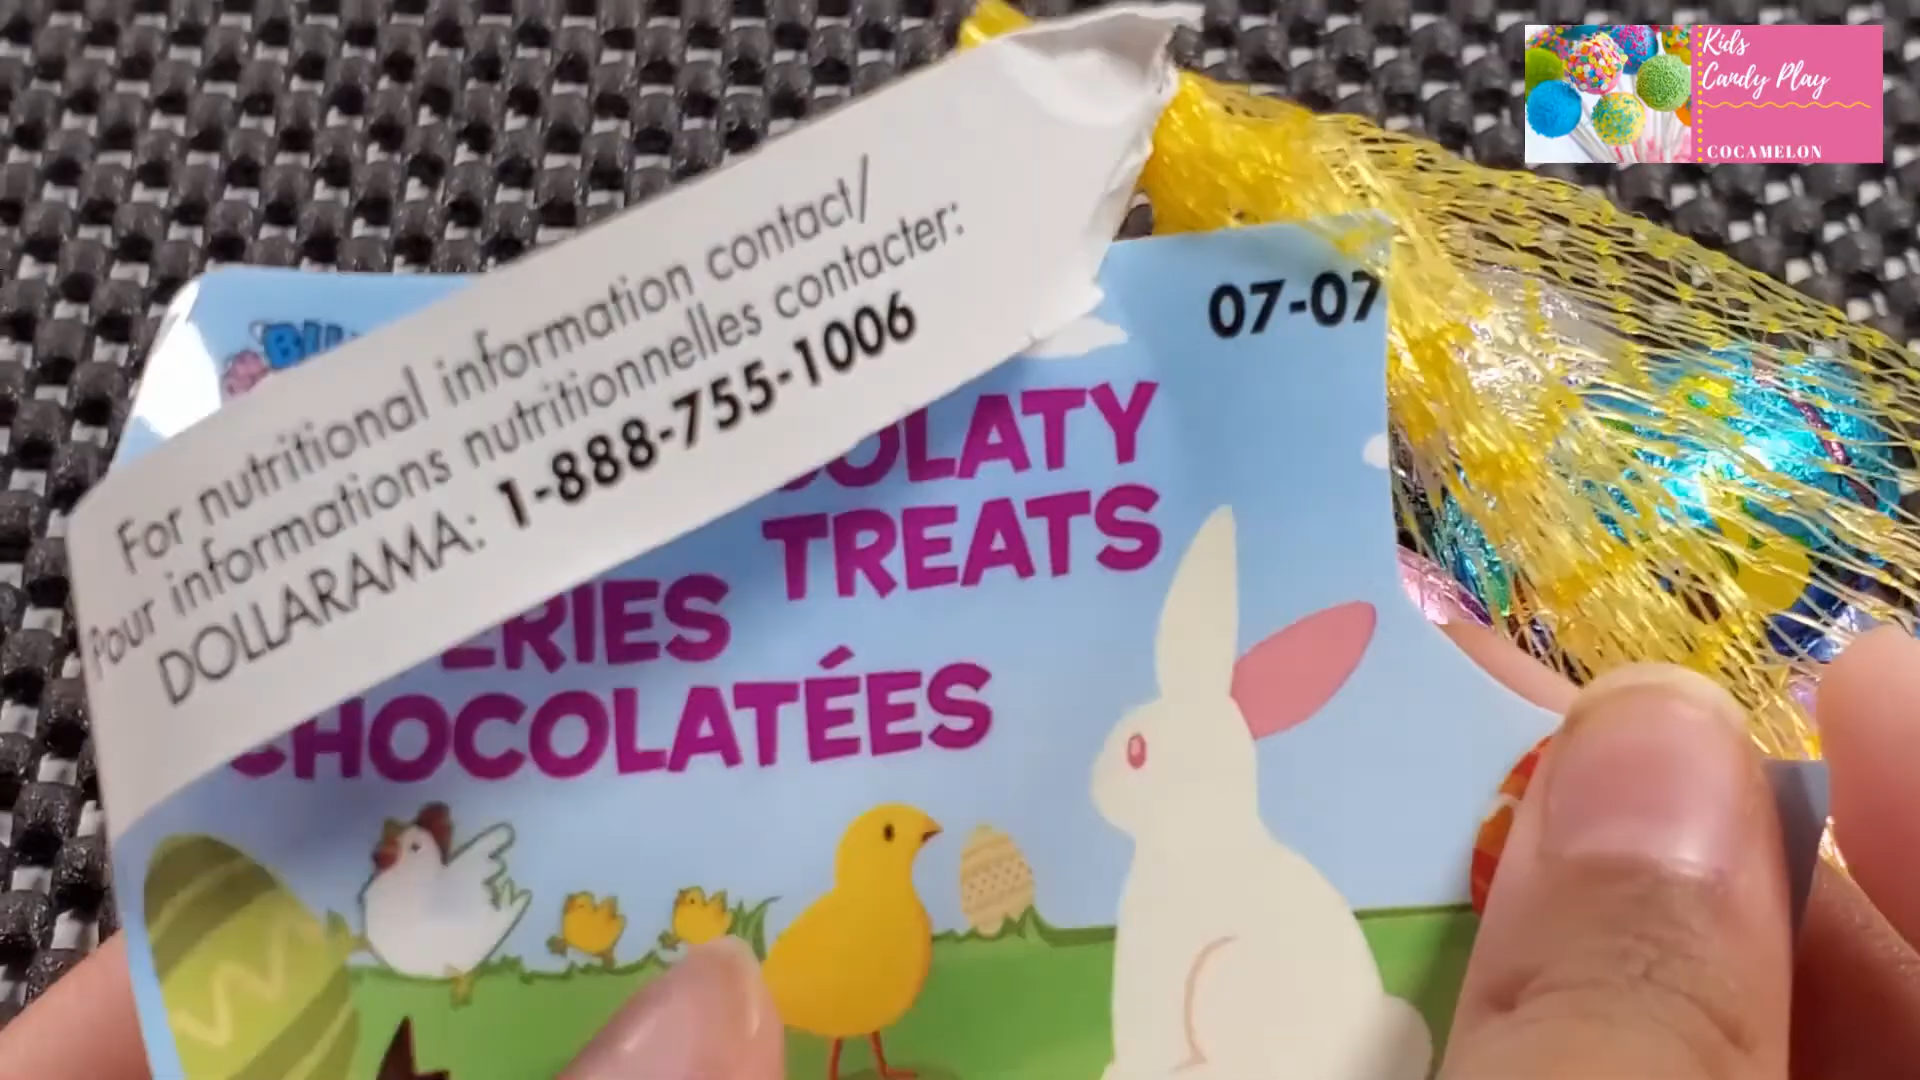 Kids
Candy Play
COCAMELON
For nutritional information contact/
Pour informations nutritionnelles contacter:
DOLLARAMA: 1-888-755-1006
07-07
OLATY
TREATS
ERIES
CHOCOLATÉES